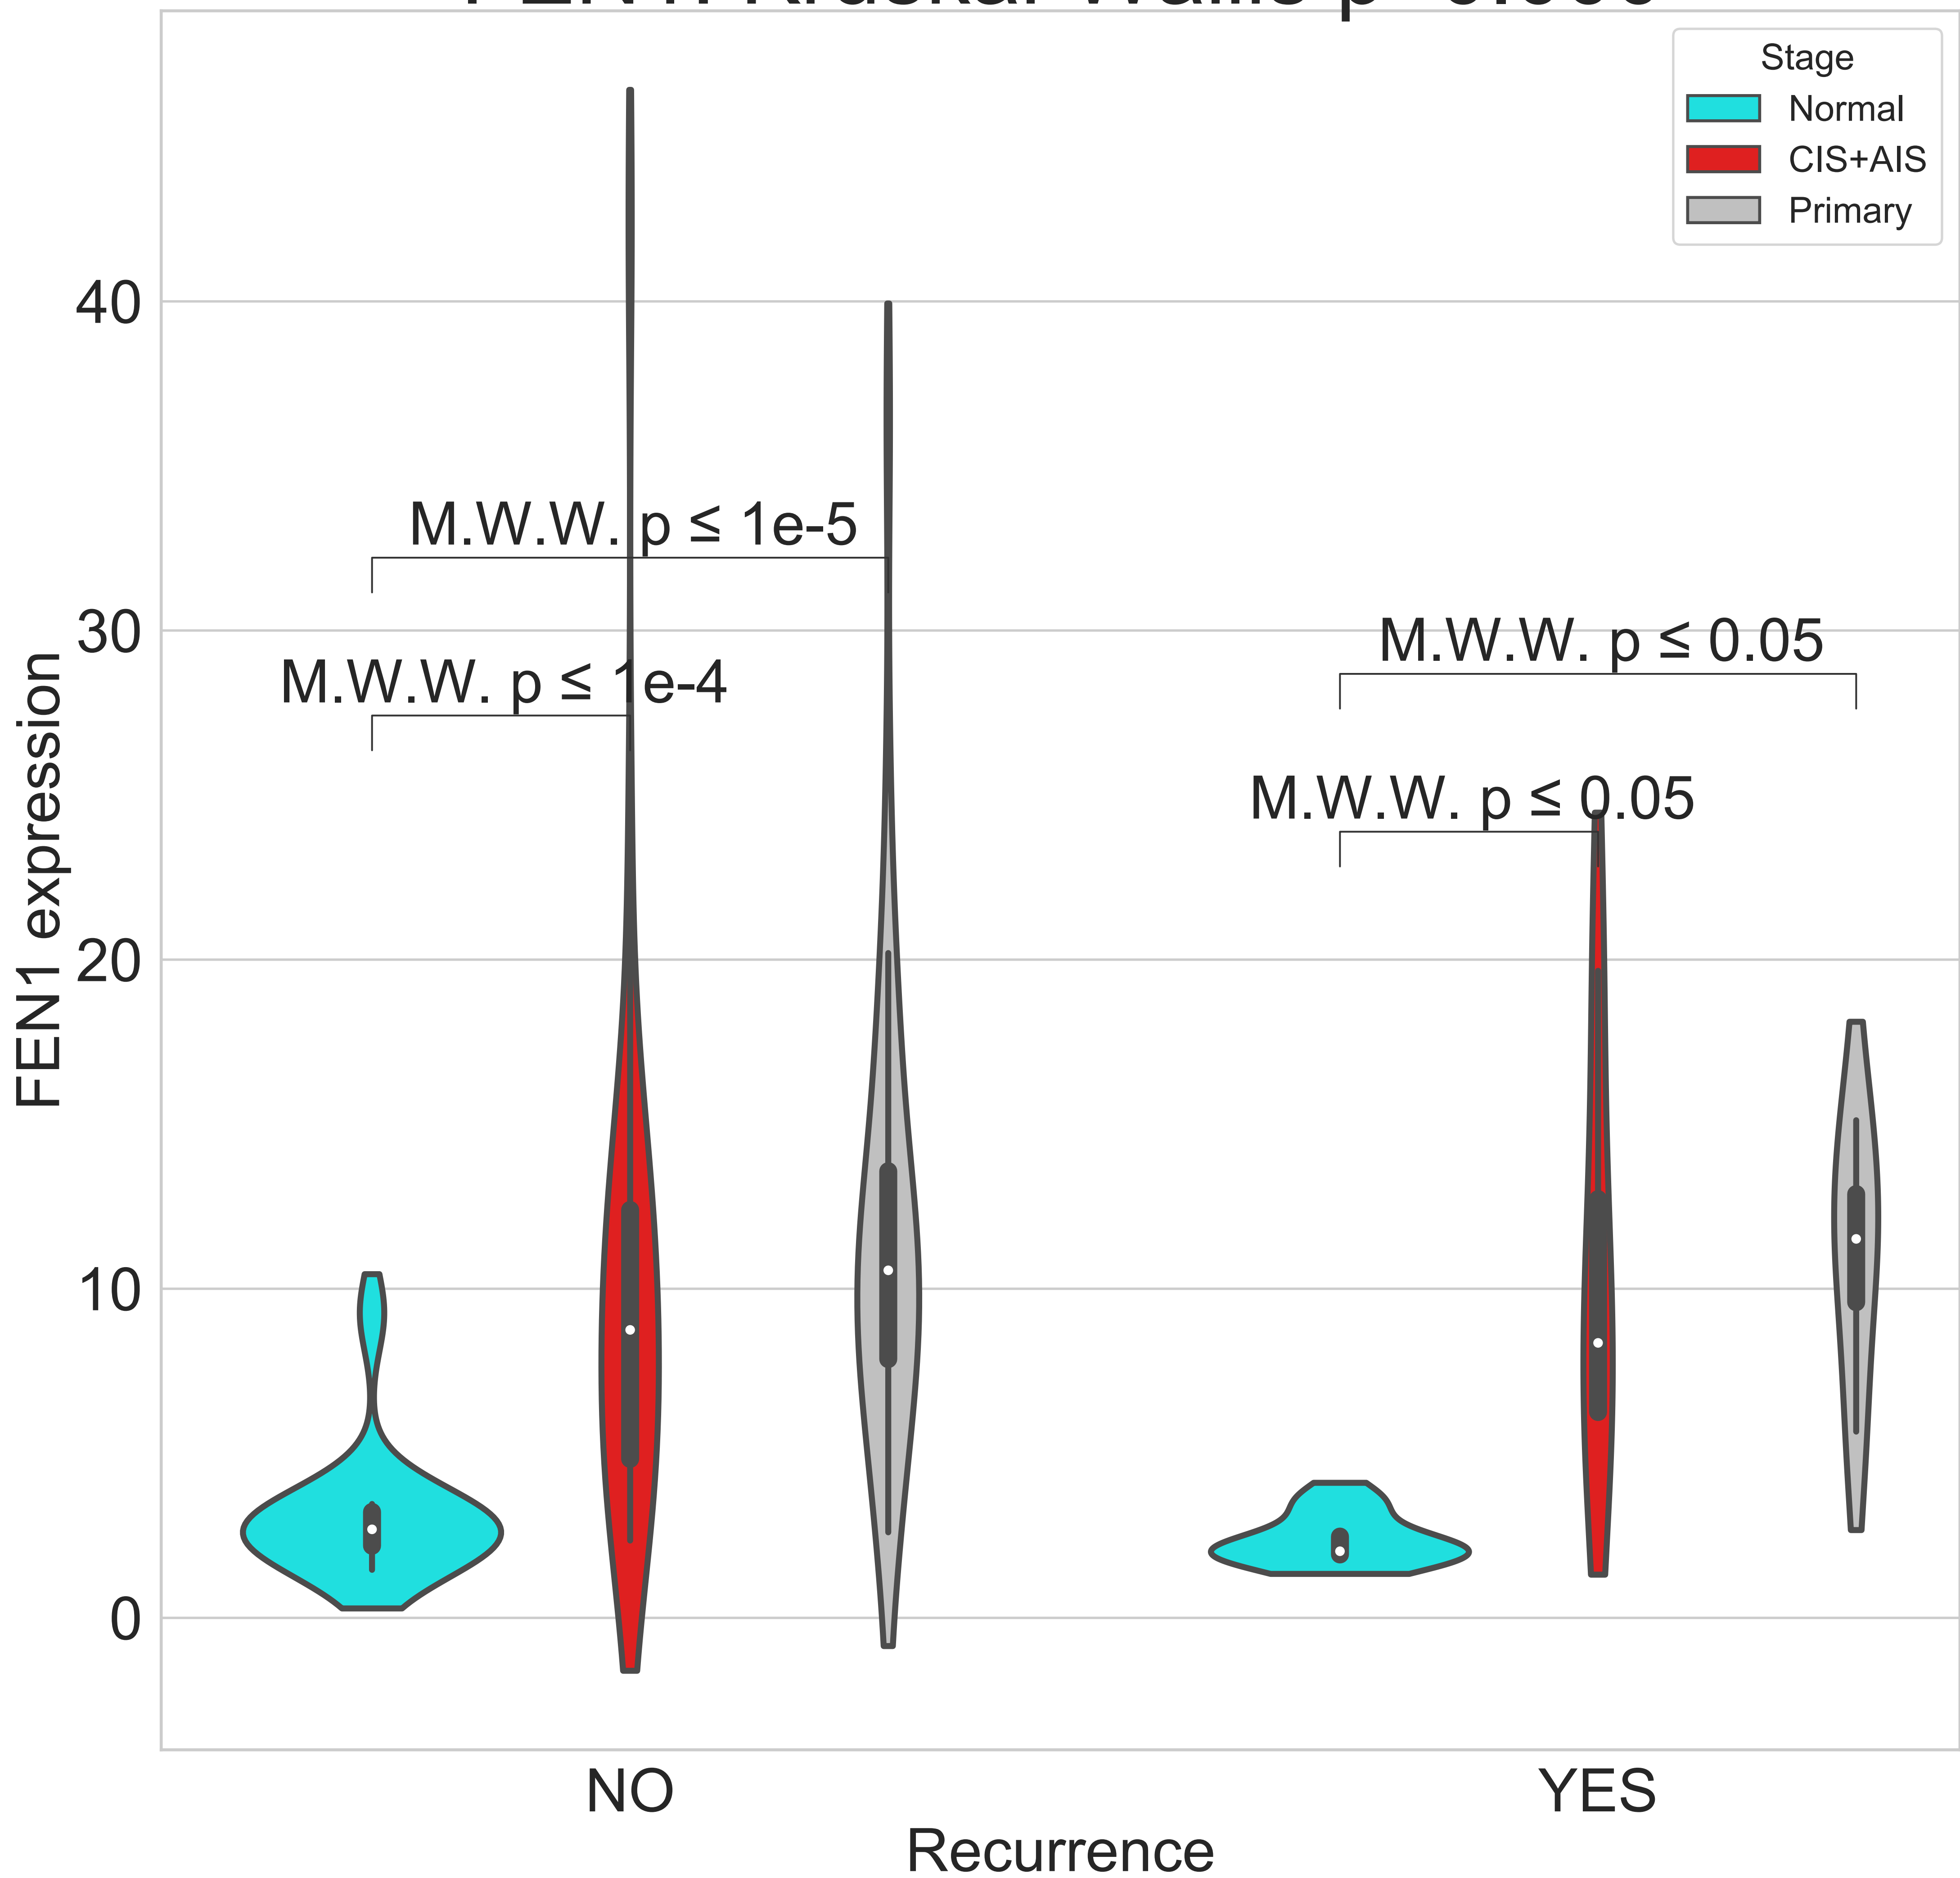 Stage
Normal
CIS+AIS
Primary
40
30
20
10
0
FEN1 expression
M.W.W. p ≤ 1e-5
M.W.W. p ≤ 1e-4
M.W.W. p ≤ 0.05
M.W.W. p ≤ 0.05
NO
YES
Recurrence